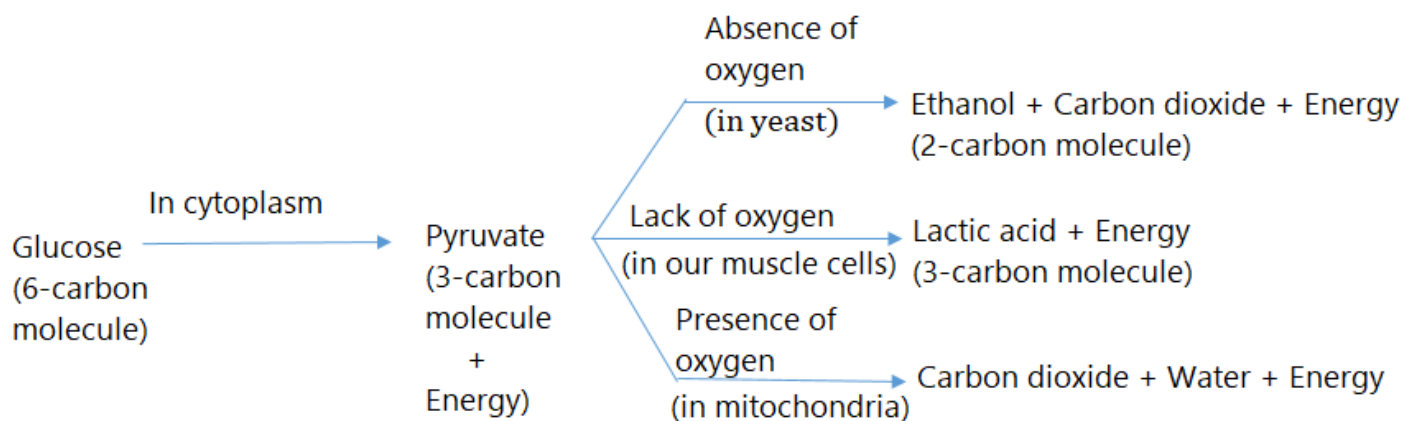 Absence of
oxygen
(in yeast)
Ethanol + Carbon dioxide + Energy
(2-carbon molecule)
In cytoplasm
Glucose
(6-carbon
molecule)
Pyruvate
(3-carbon
molecule
+
Energy)
Lack of oxygen
(in our muscle cells)
Lactic acid + Energy
(3-carbon molecule)
Presence of
oxygen
(in mitochondria)
Carbon dioxide + Water + Energy